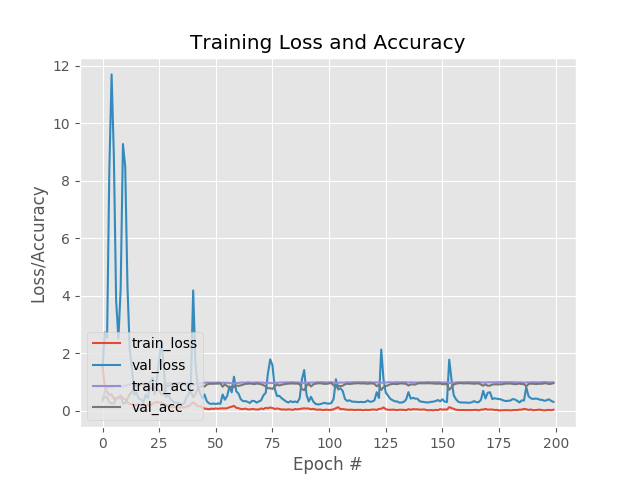 Training Loss and Accuracy
12
10
8
6
4
2
0
Loss/Accuracy
train_loss
val_loss
train_acc
val_acc
0 25 50 75 100 125 150 175 200
Epoch #